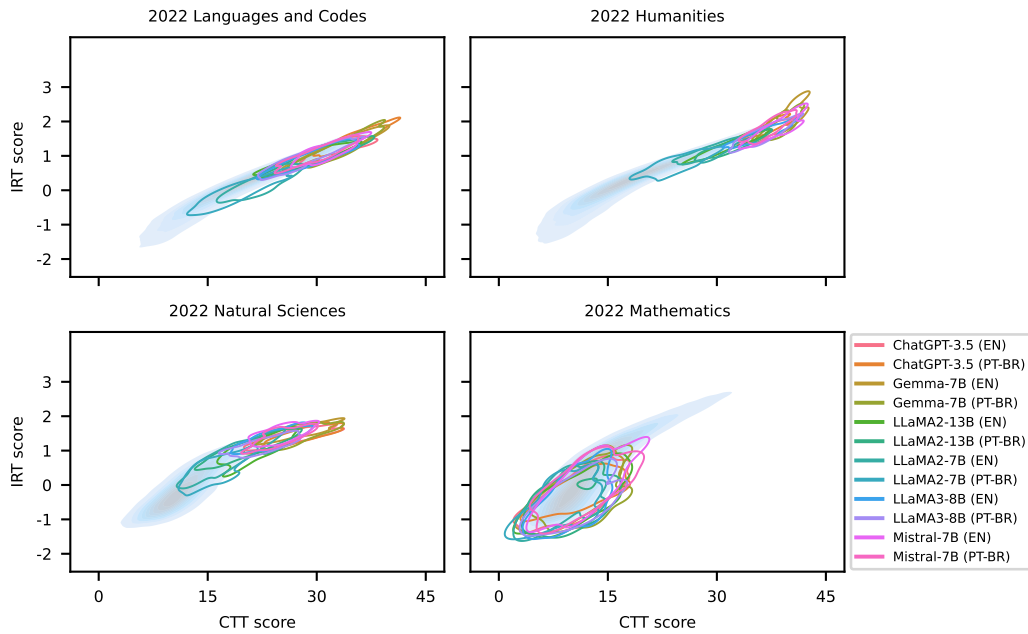 2022 Languages and Codes
2022 Humanities
IRT score
3
2
1
0
-1
-2
2022 Natural Sciences
2022 Mathematics
IRT score
3
2
1
0
-1
-2
0
15
30
45
0
15
30
45
CTT score
CTT score
ChatGPT-3.5 (EN)
ChatGPT-3.5 (PT-BR)
Gemma-7B (EN)
Gemma-7B (PT-BR)
LLaMA2-13B (EN)
LLaMA2-13B (PT-BR)
LLaMA2-7B (EN)
LLaMA2-7B (PT-BR)
LLaMA3-8B (EN)
LLaMA3-8B (PT-BR)
Mistral-7B (EN)
Mistral-7B (PT-BR)